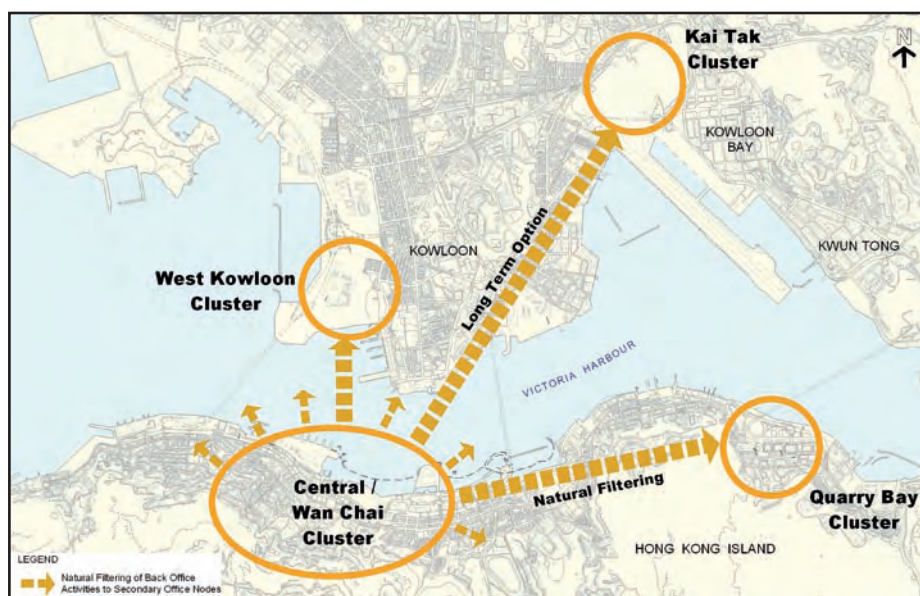 Kai Tak
Cluster
N
KOWLOON
BAY
KWUN TONG
KOWLOON
West Kowloon
Cluster
Long Term Option
VICTORIA HARBOUR
Central /
Wan Chai
Cluster
Natural Filtering
Quarry Bay
Cluster
HONG KONG ISLAND
LEGEND
Natural Filtering of Back Office
Activities to Secondary Office Nodes